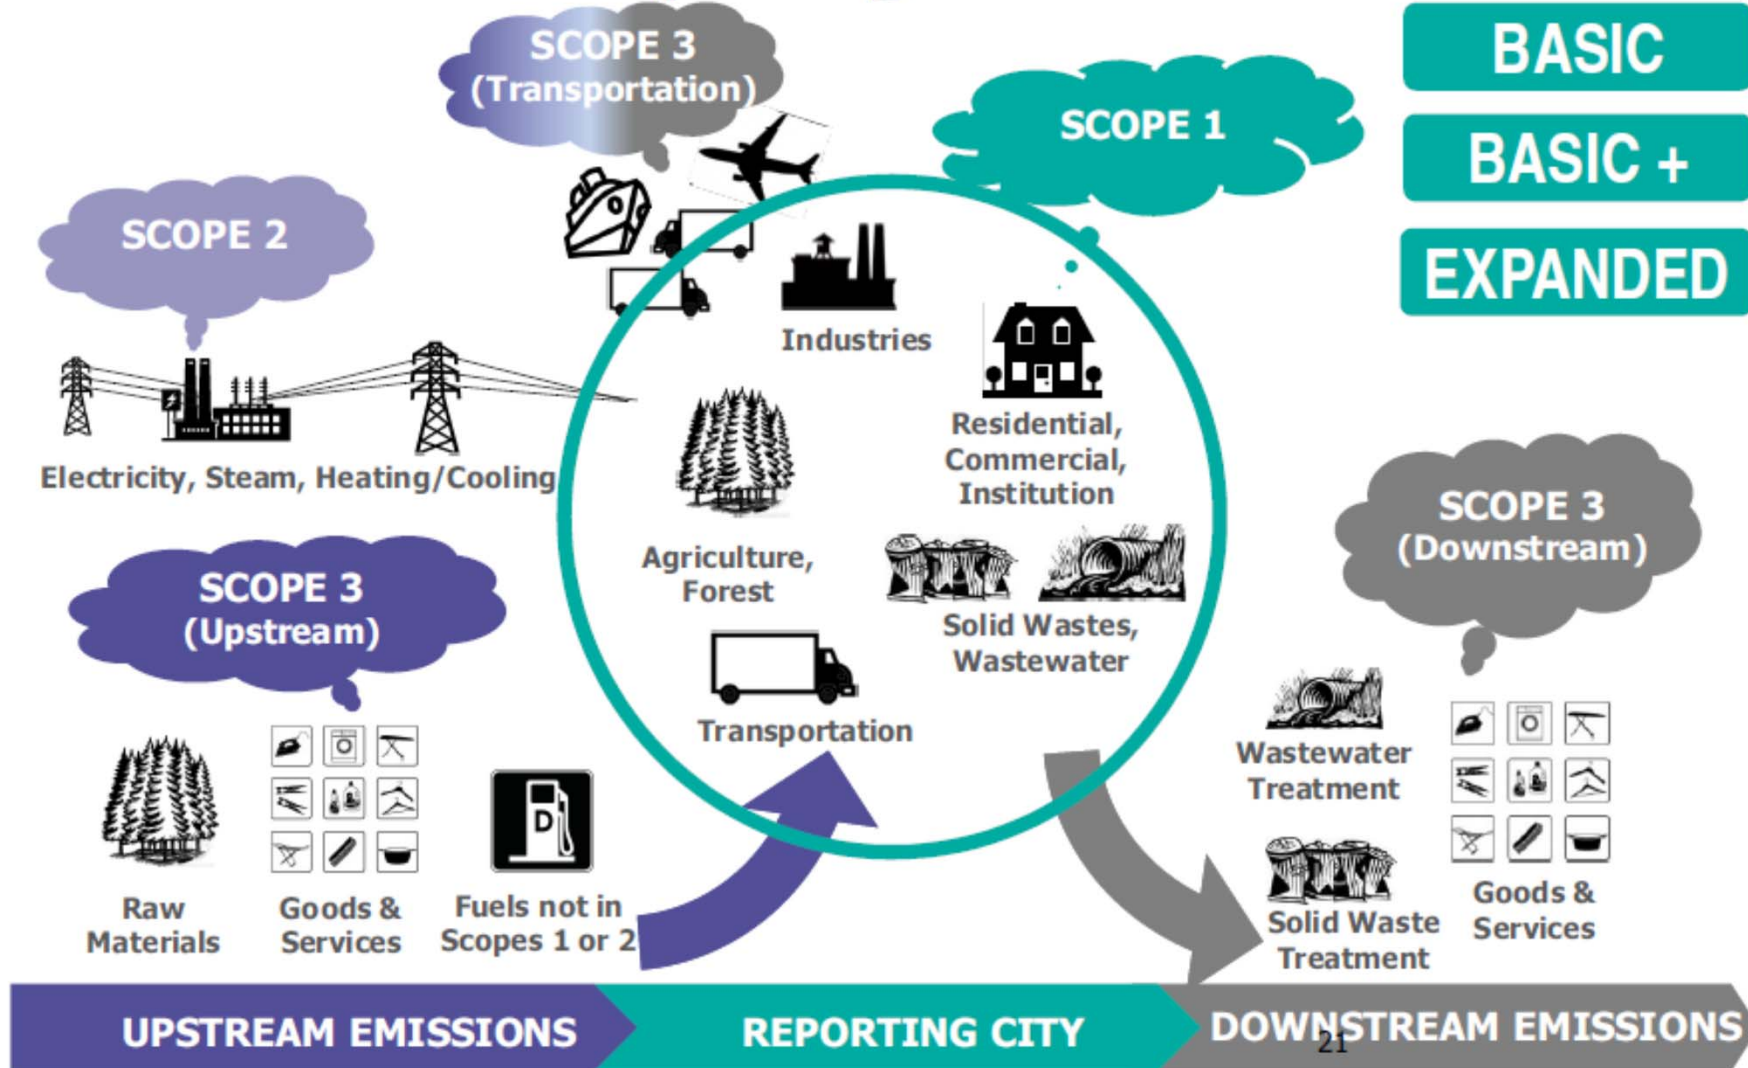 SCOPE 3
(Transportation)
SCOPE 1
BASIC
BASIC +
EXPANDED
SCOPE 2
Electricity, Steam, Heating/Cooling
Industries
Residential,
Commercial,
Institution
Agriculture,
Forest
Solid Wastes,
Wastewater
Transportation
SCOPE 3
(Upstream)
Raw
Materials
Goods &
Services
D
Fuels not in
Scopes 1 or 2
SCOPE 3
(Downstream)
Wastewater
Treatment
Solid Waste
Treatment
Goods &
Services
UPSTREAM EMISSIONS
REPORTING CITY
DOWNSTREAM EMISSIONS
21